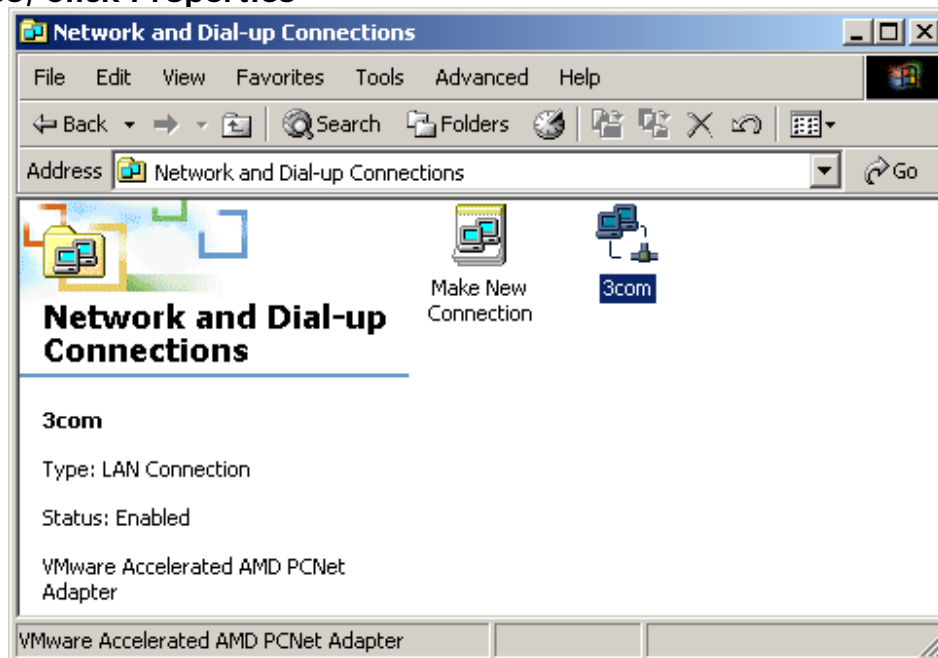 Click Properties
Network and Dial-up Connections
File Edit View Favorites Tools Advanced Help
Back Search Folders
Address Network and Dial-up Connections Go
Make New
Connection
3com
Network and Dial-up
Connections
3com
Type: LAN Connection
Status: Enabled
VMware Accelerated AMD PCNet
Adapter
VMware Accelerated AMD PCNet Adapter